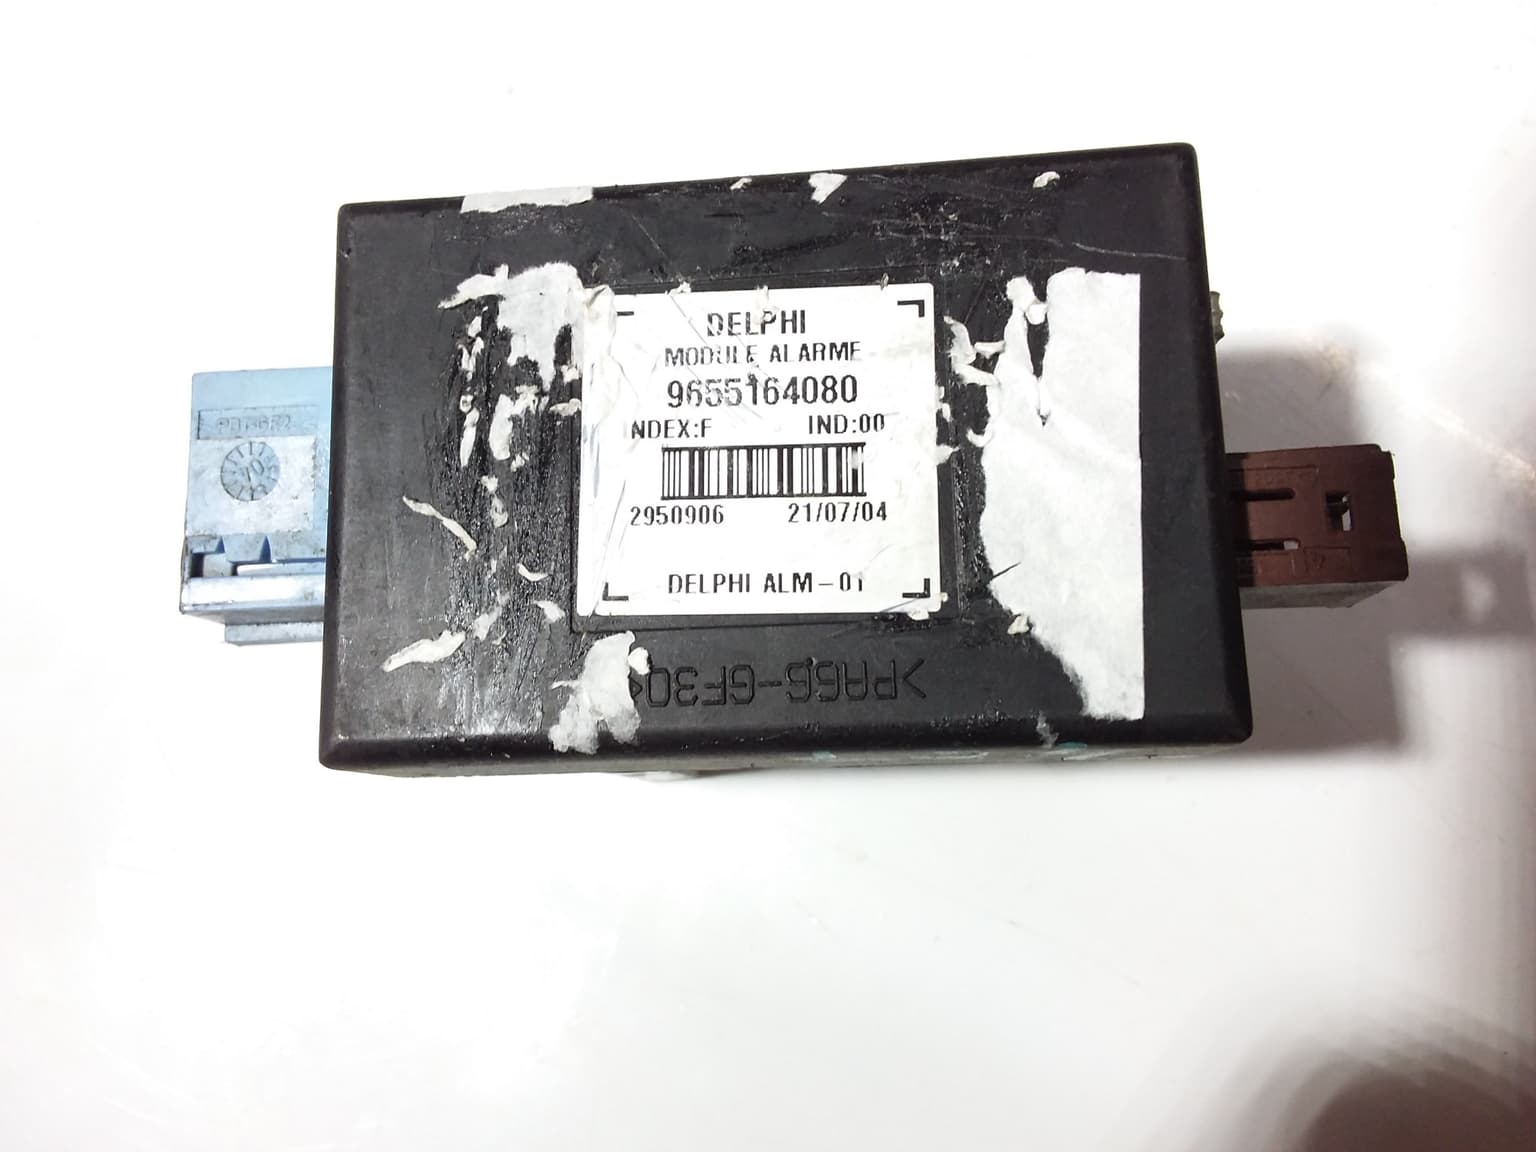 DELPHI
MODULE ALARME
9655164080
INDEX:F IND:00
2950906 21/07/04
DELPHI ALM-01
>PA66-GF30<